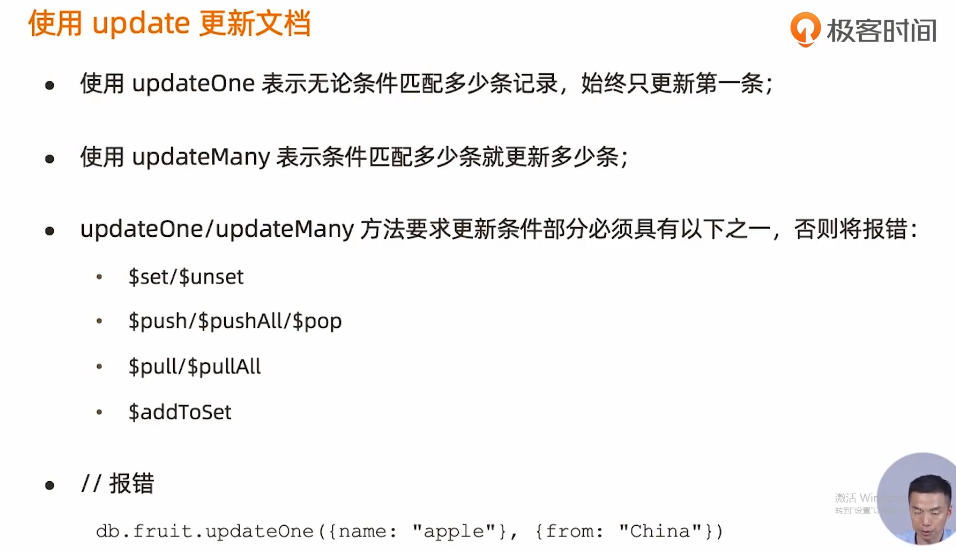 使用 update 更新文档
极客时间
使用 updateOne 表示无论条件匹配多少条记录，始终只更新第一条；
使用 updateMany 表示条件匹配多少条就更新多少条；
updateOne/updateMany 方法要求更新条件部分必须具有以下之一，否则将报错：
$set/$unset
$push/$pushAll/$pop
$pull/$pullAll
$addToSet
// 报错
db.fruit.updateOne({name: "apple"}, {from: "China"})
激活
转到"设置"